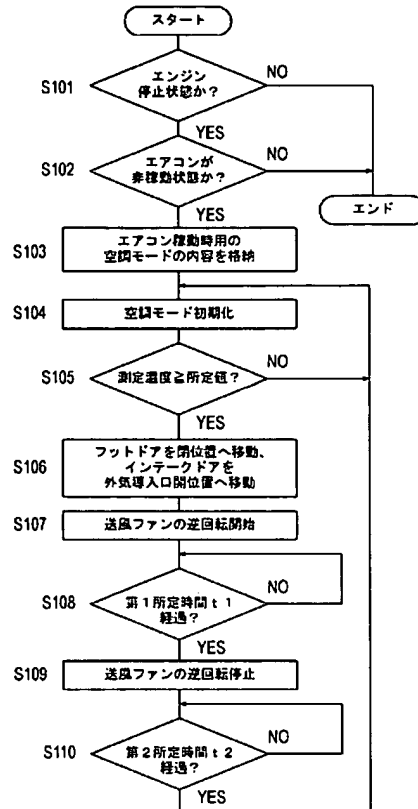 スタート
S101
エンジン
停止状態か?
NO
YES
S102
エアコンが
非稼動状態か?
NO
YES
エンド
S103
エアコン稼動時用の
空調モードの内容を格納
S104
空調モード初期化
S105
測定温度≧所定値?
NO
YES
S106
フットドアを閉位置へ移動、
インテークドアを
外気導入口開位置へ移動
S107
送風ファンの逆回転開始
S108
第1所定時間t1
経過?
NO
YES
S109
送風ファンの逆回転停止
S110
第2所定時間t2
経過?
NO
YES